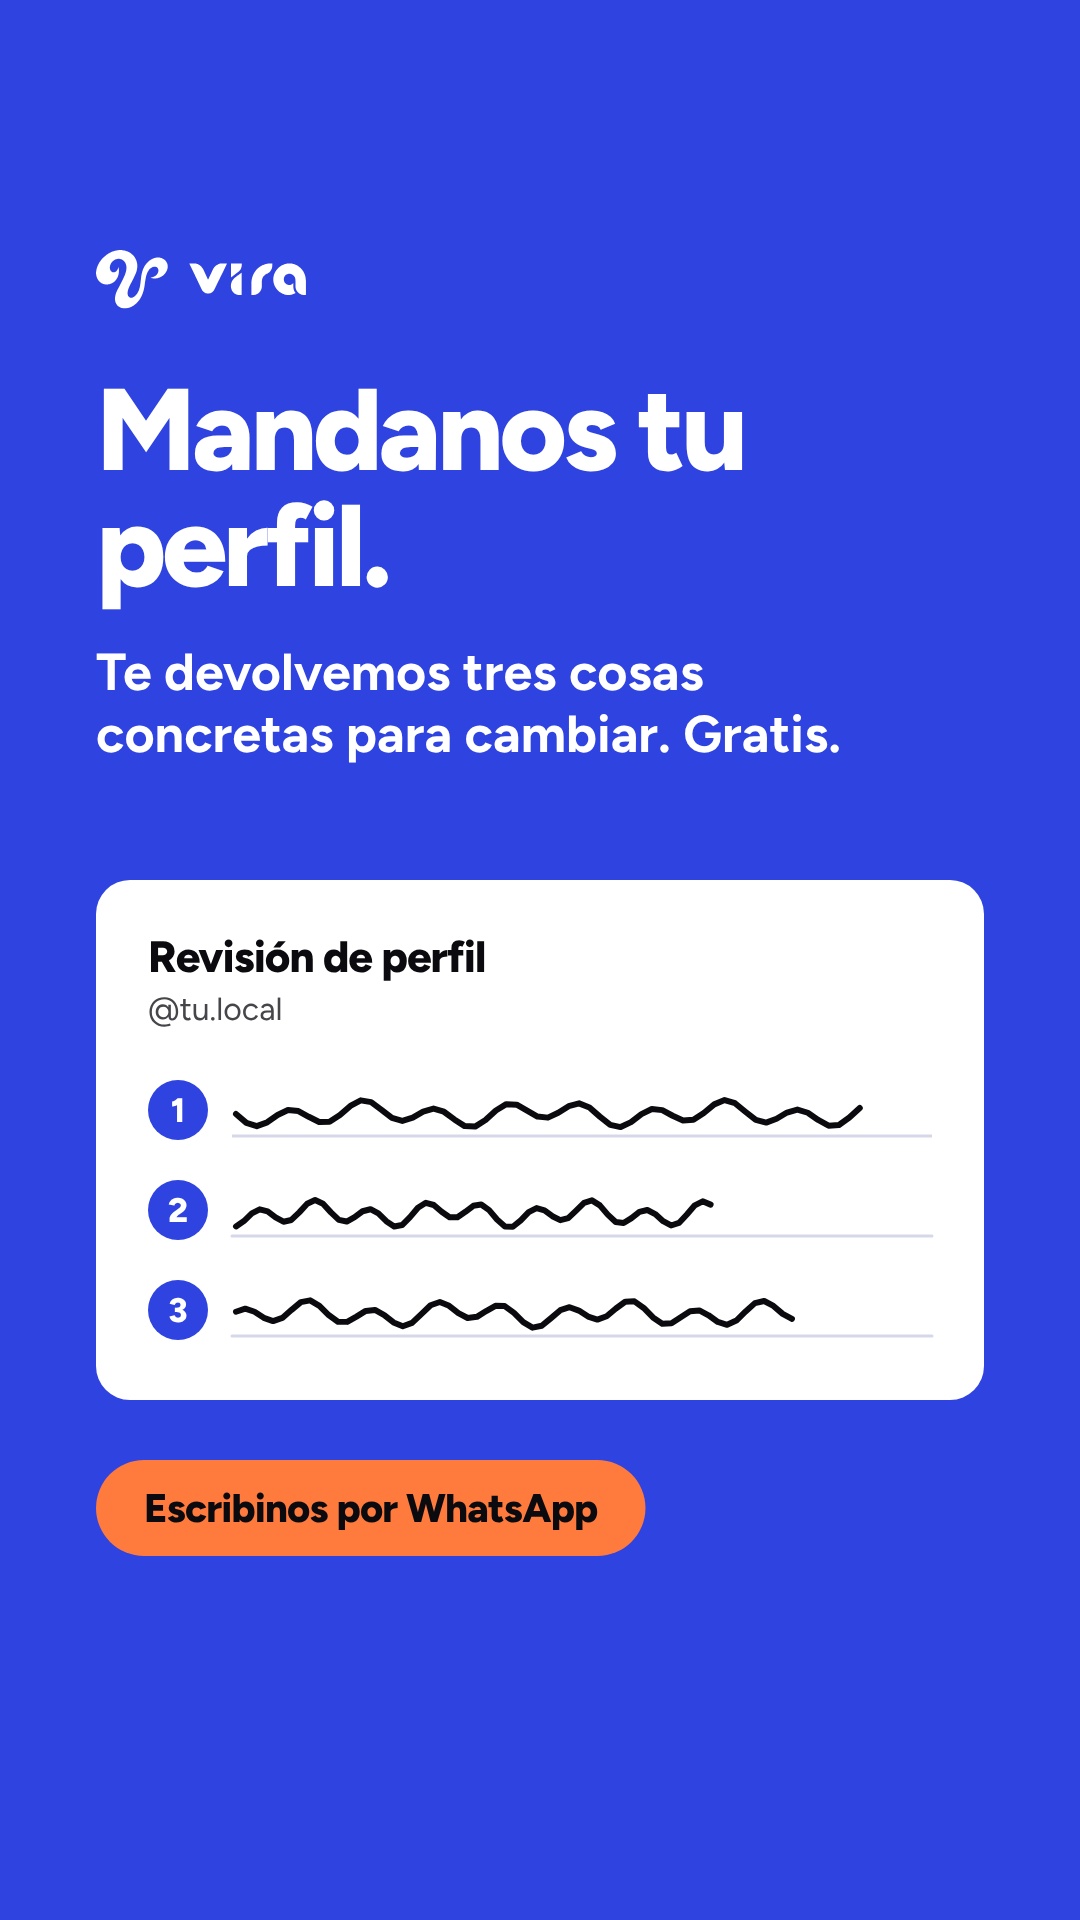 vira
Mandanos tu
perfil.
Te devolvemos tres cosas
concretas para cambiar. Gratis.
Revisión de perfil
@tu.local
1
2
3
Escribinos por WhatsApp